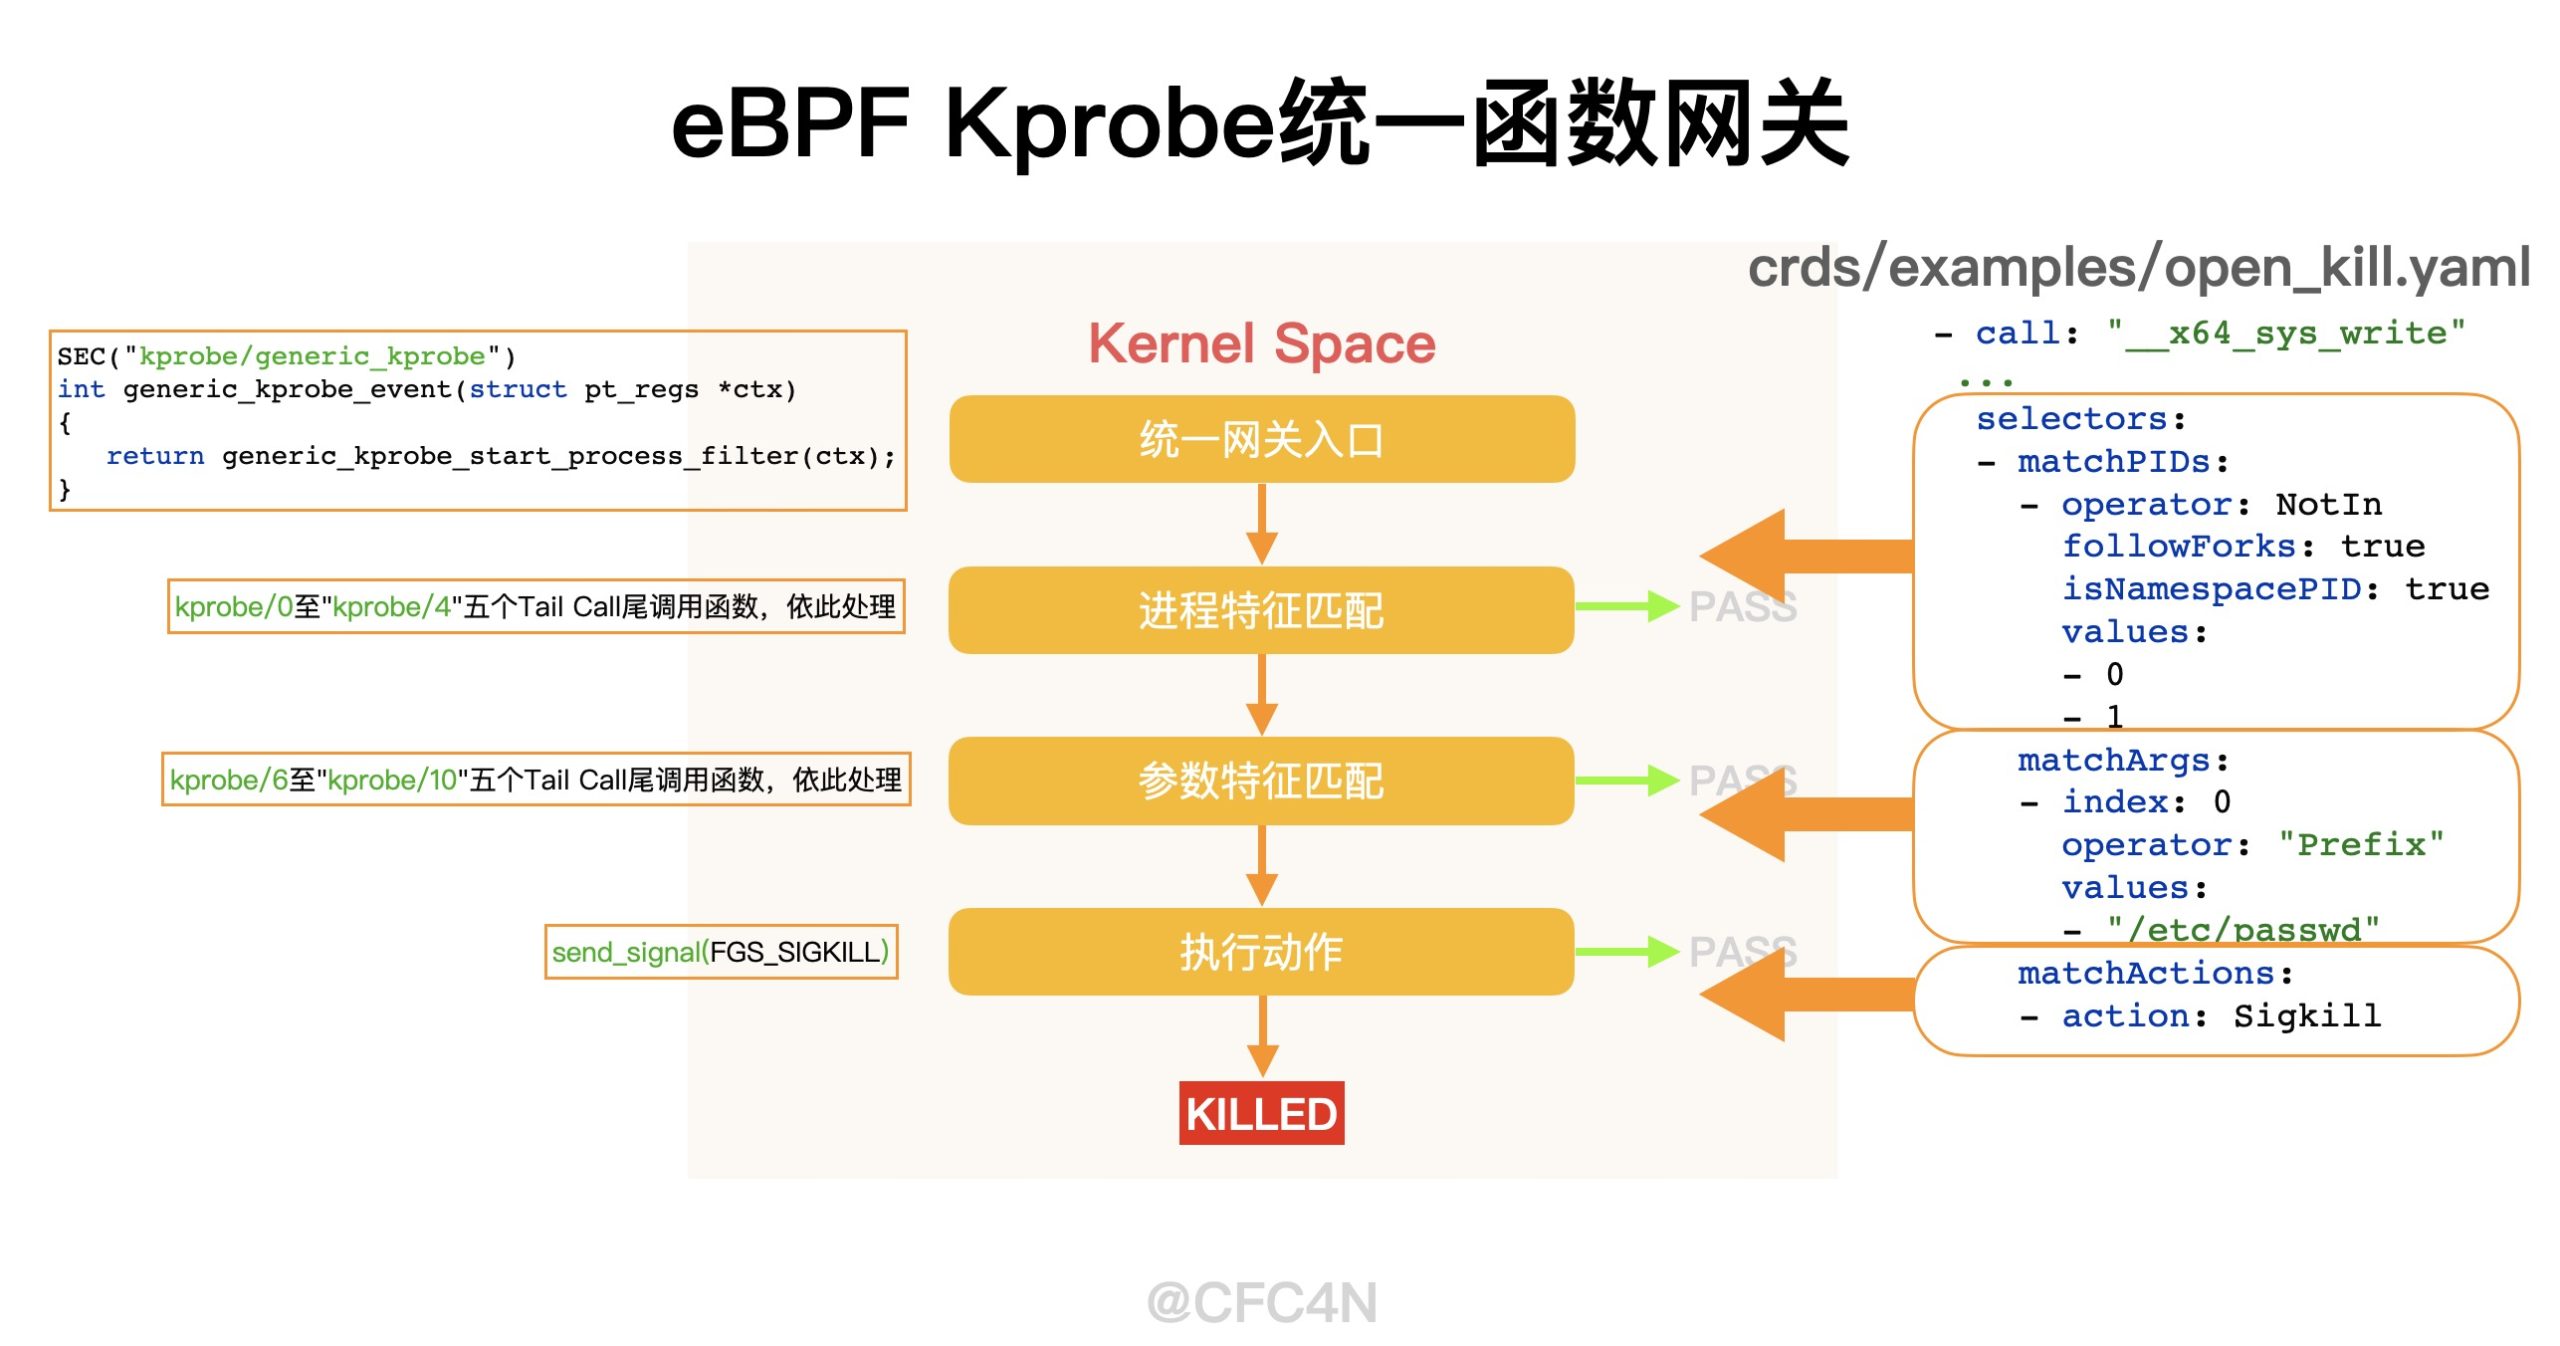 eBPF Kprobe统一函数网关
crds/examples/open_kill.yaml
Kernel Space
SEC("kprobe/generic_kprobe")
int generic_kprobe_event(struct pt_regs *ctx)
{
return generic_kprobe_start_process_filter(ctx);
}
统一网关入口
kprobe/0至"kprobe/4"五个Tail Call尾调用函数，依此处理
进程特征匹配
PASS
kprobe/6至"kprobe/10"五个Tail Call尾调用函数，依此处理
参数特征匹配
PASS
send_signal(FGS_SIGKILL)
执行动作
PASS
KILLED
- call: "__x64_sys_write"
...
selectors:
- matchPIDs:
- operator: NotIn
followForks: true
isNamespacePID: true
values:
- 0
- 1
matchArgs:
- index: 0
operator: "Prefix"
values:
- "/etc/passwd"
matchActions:
- action: Sigkill
@CFC4N